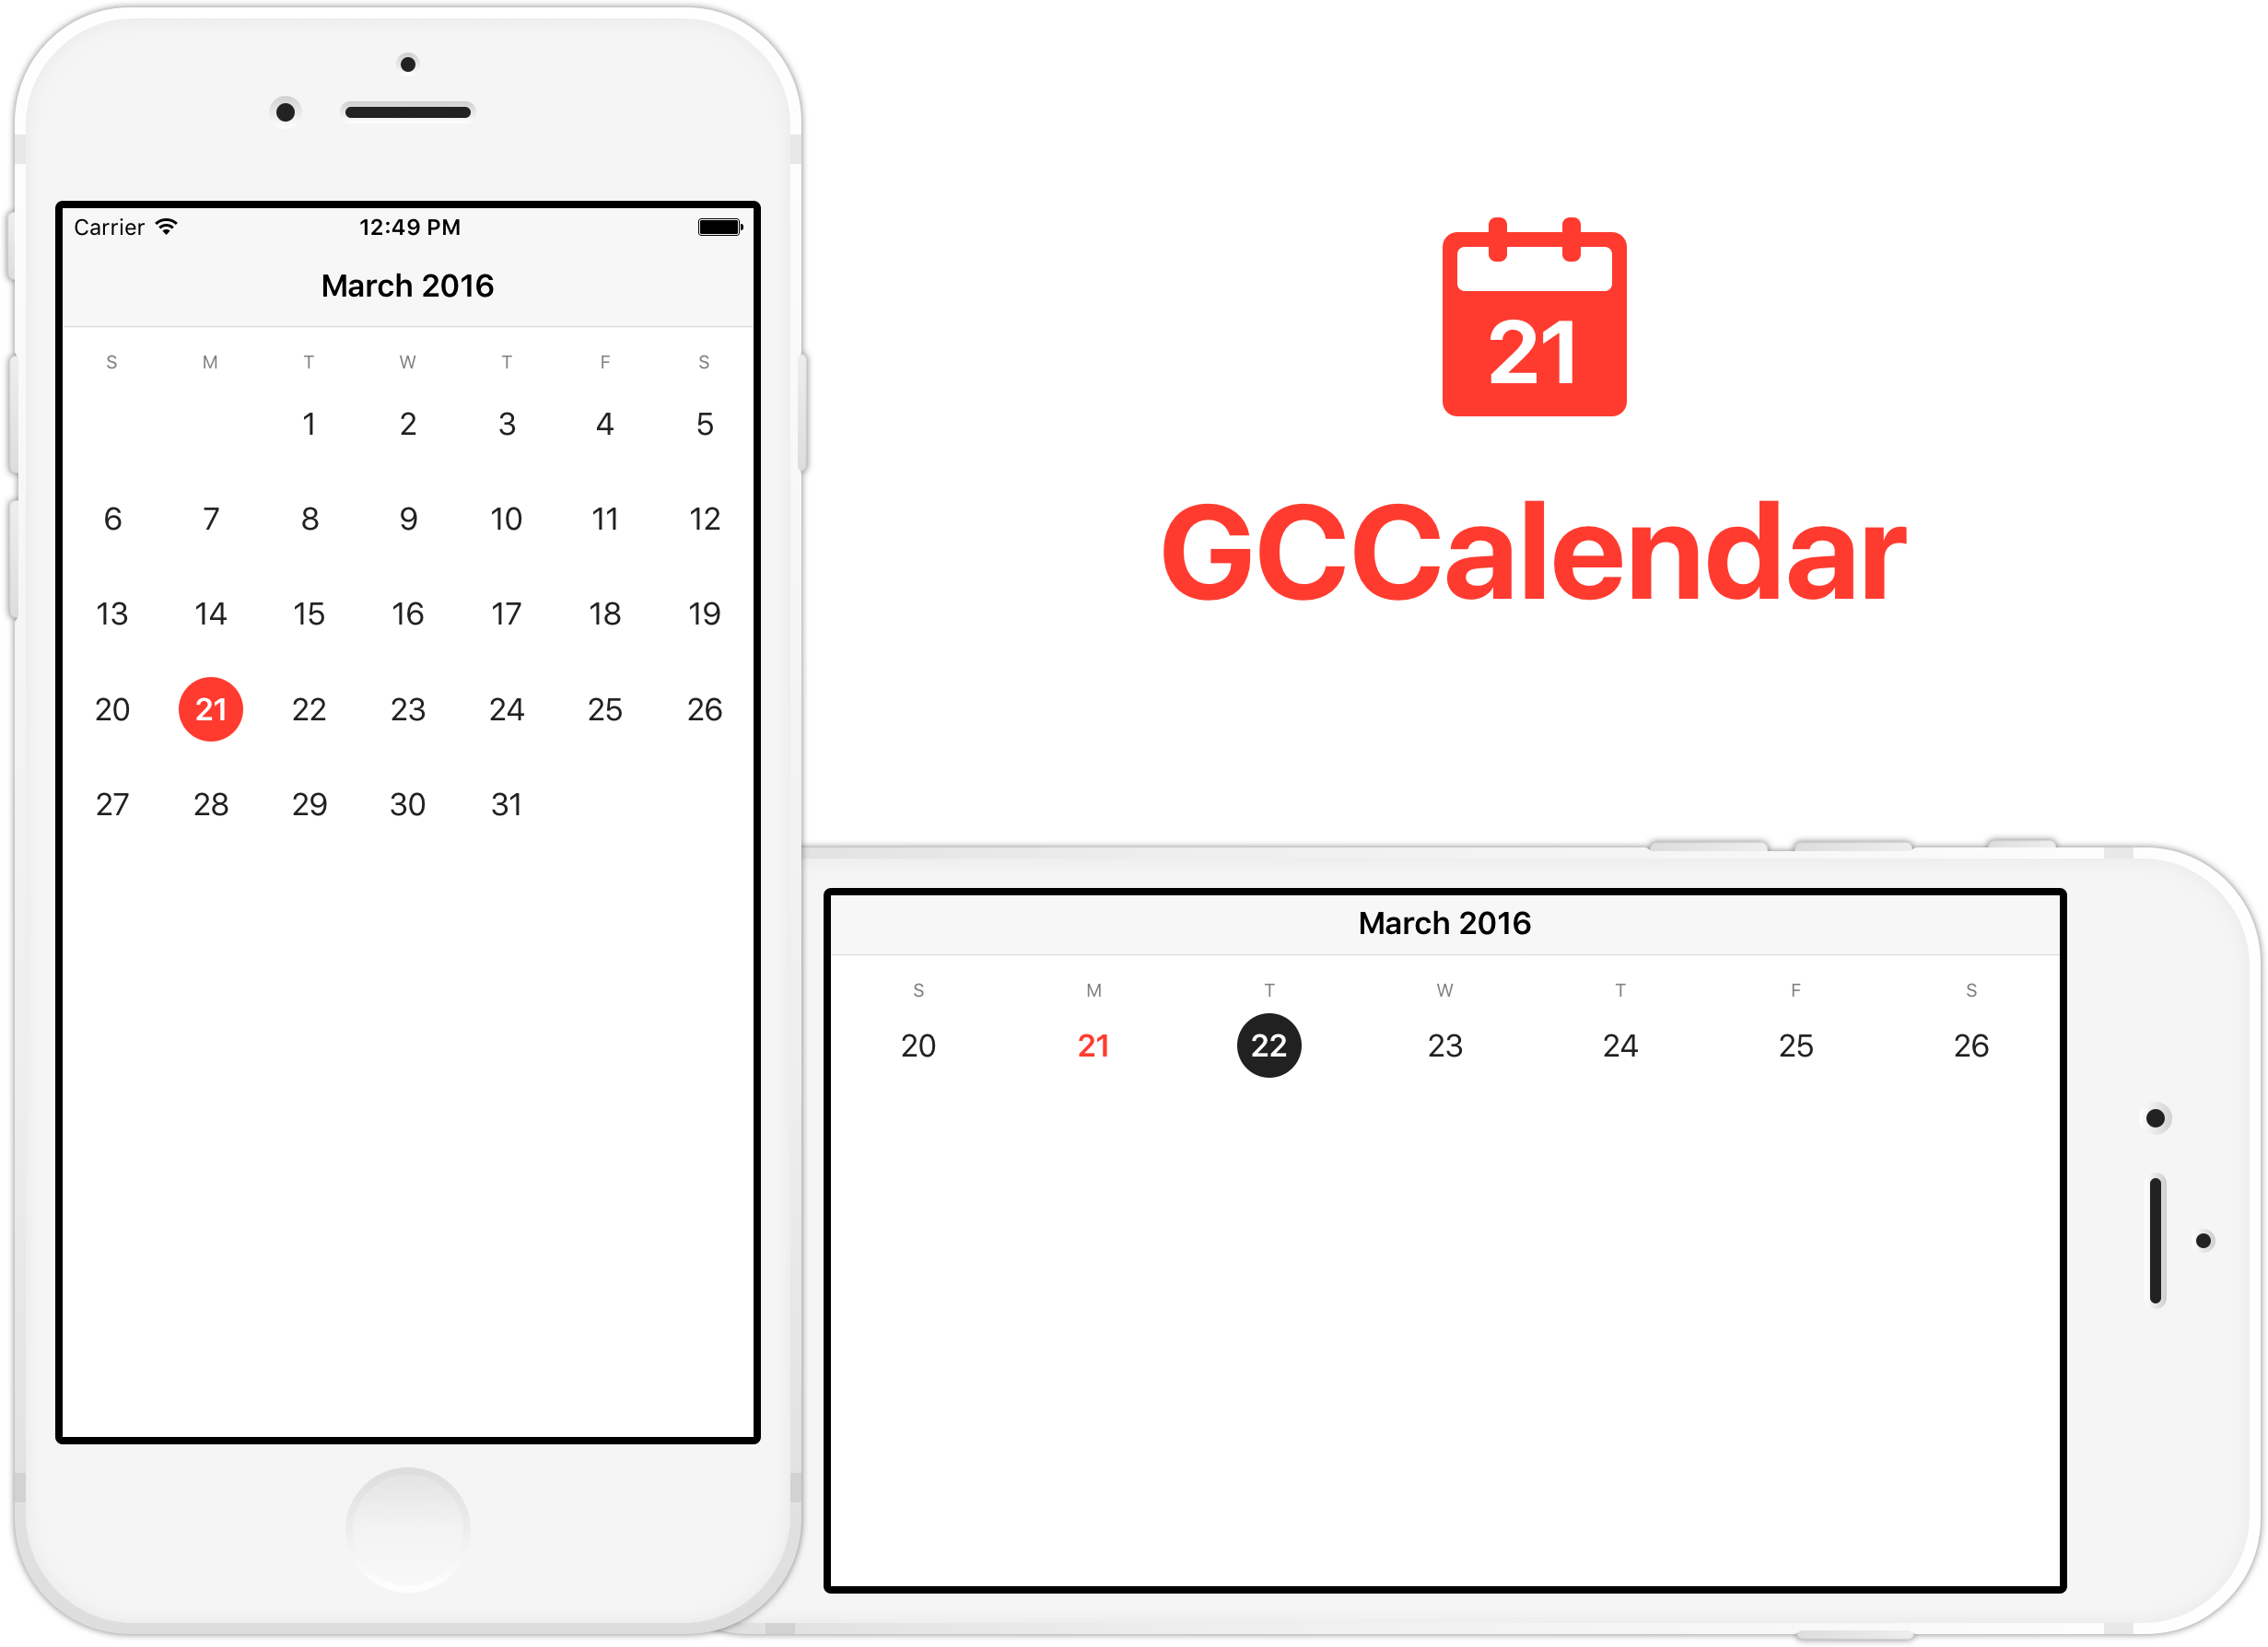 Carrier 12:49 PM
March 2016
S M T W T F S
1 2 3 4 5
6 7 8 9 10 11 12
13 14 15 16 17 18 19
20 21 22 23 24 25 26
27 28 29 30 31
21
GCCalendar
March 2016
S M T W T F S
20 21 22 23 24 25 26